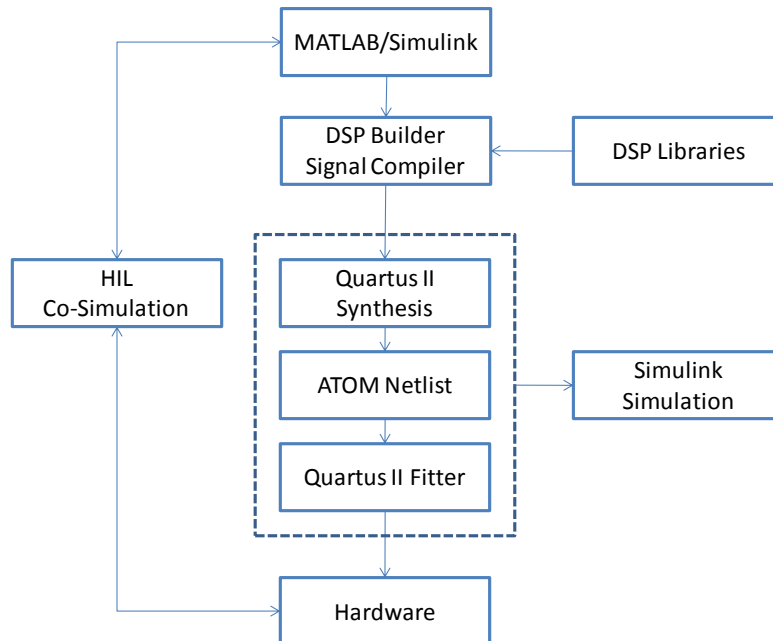 MATLAB/Simulink
DSP Builder
Signal Compiler
DSP Libraries
HIL
Co-Simulation
Quartus II
Synthesis
ATOM Netlist
Simulink
Simulation
Quartus II Fitter
Hardware